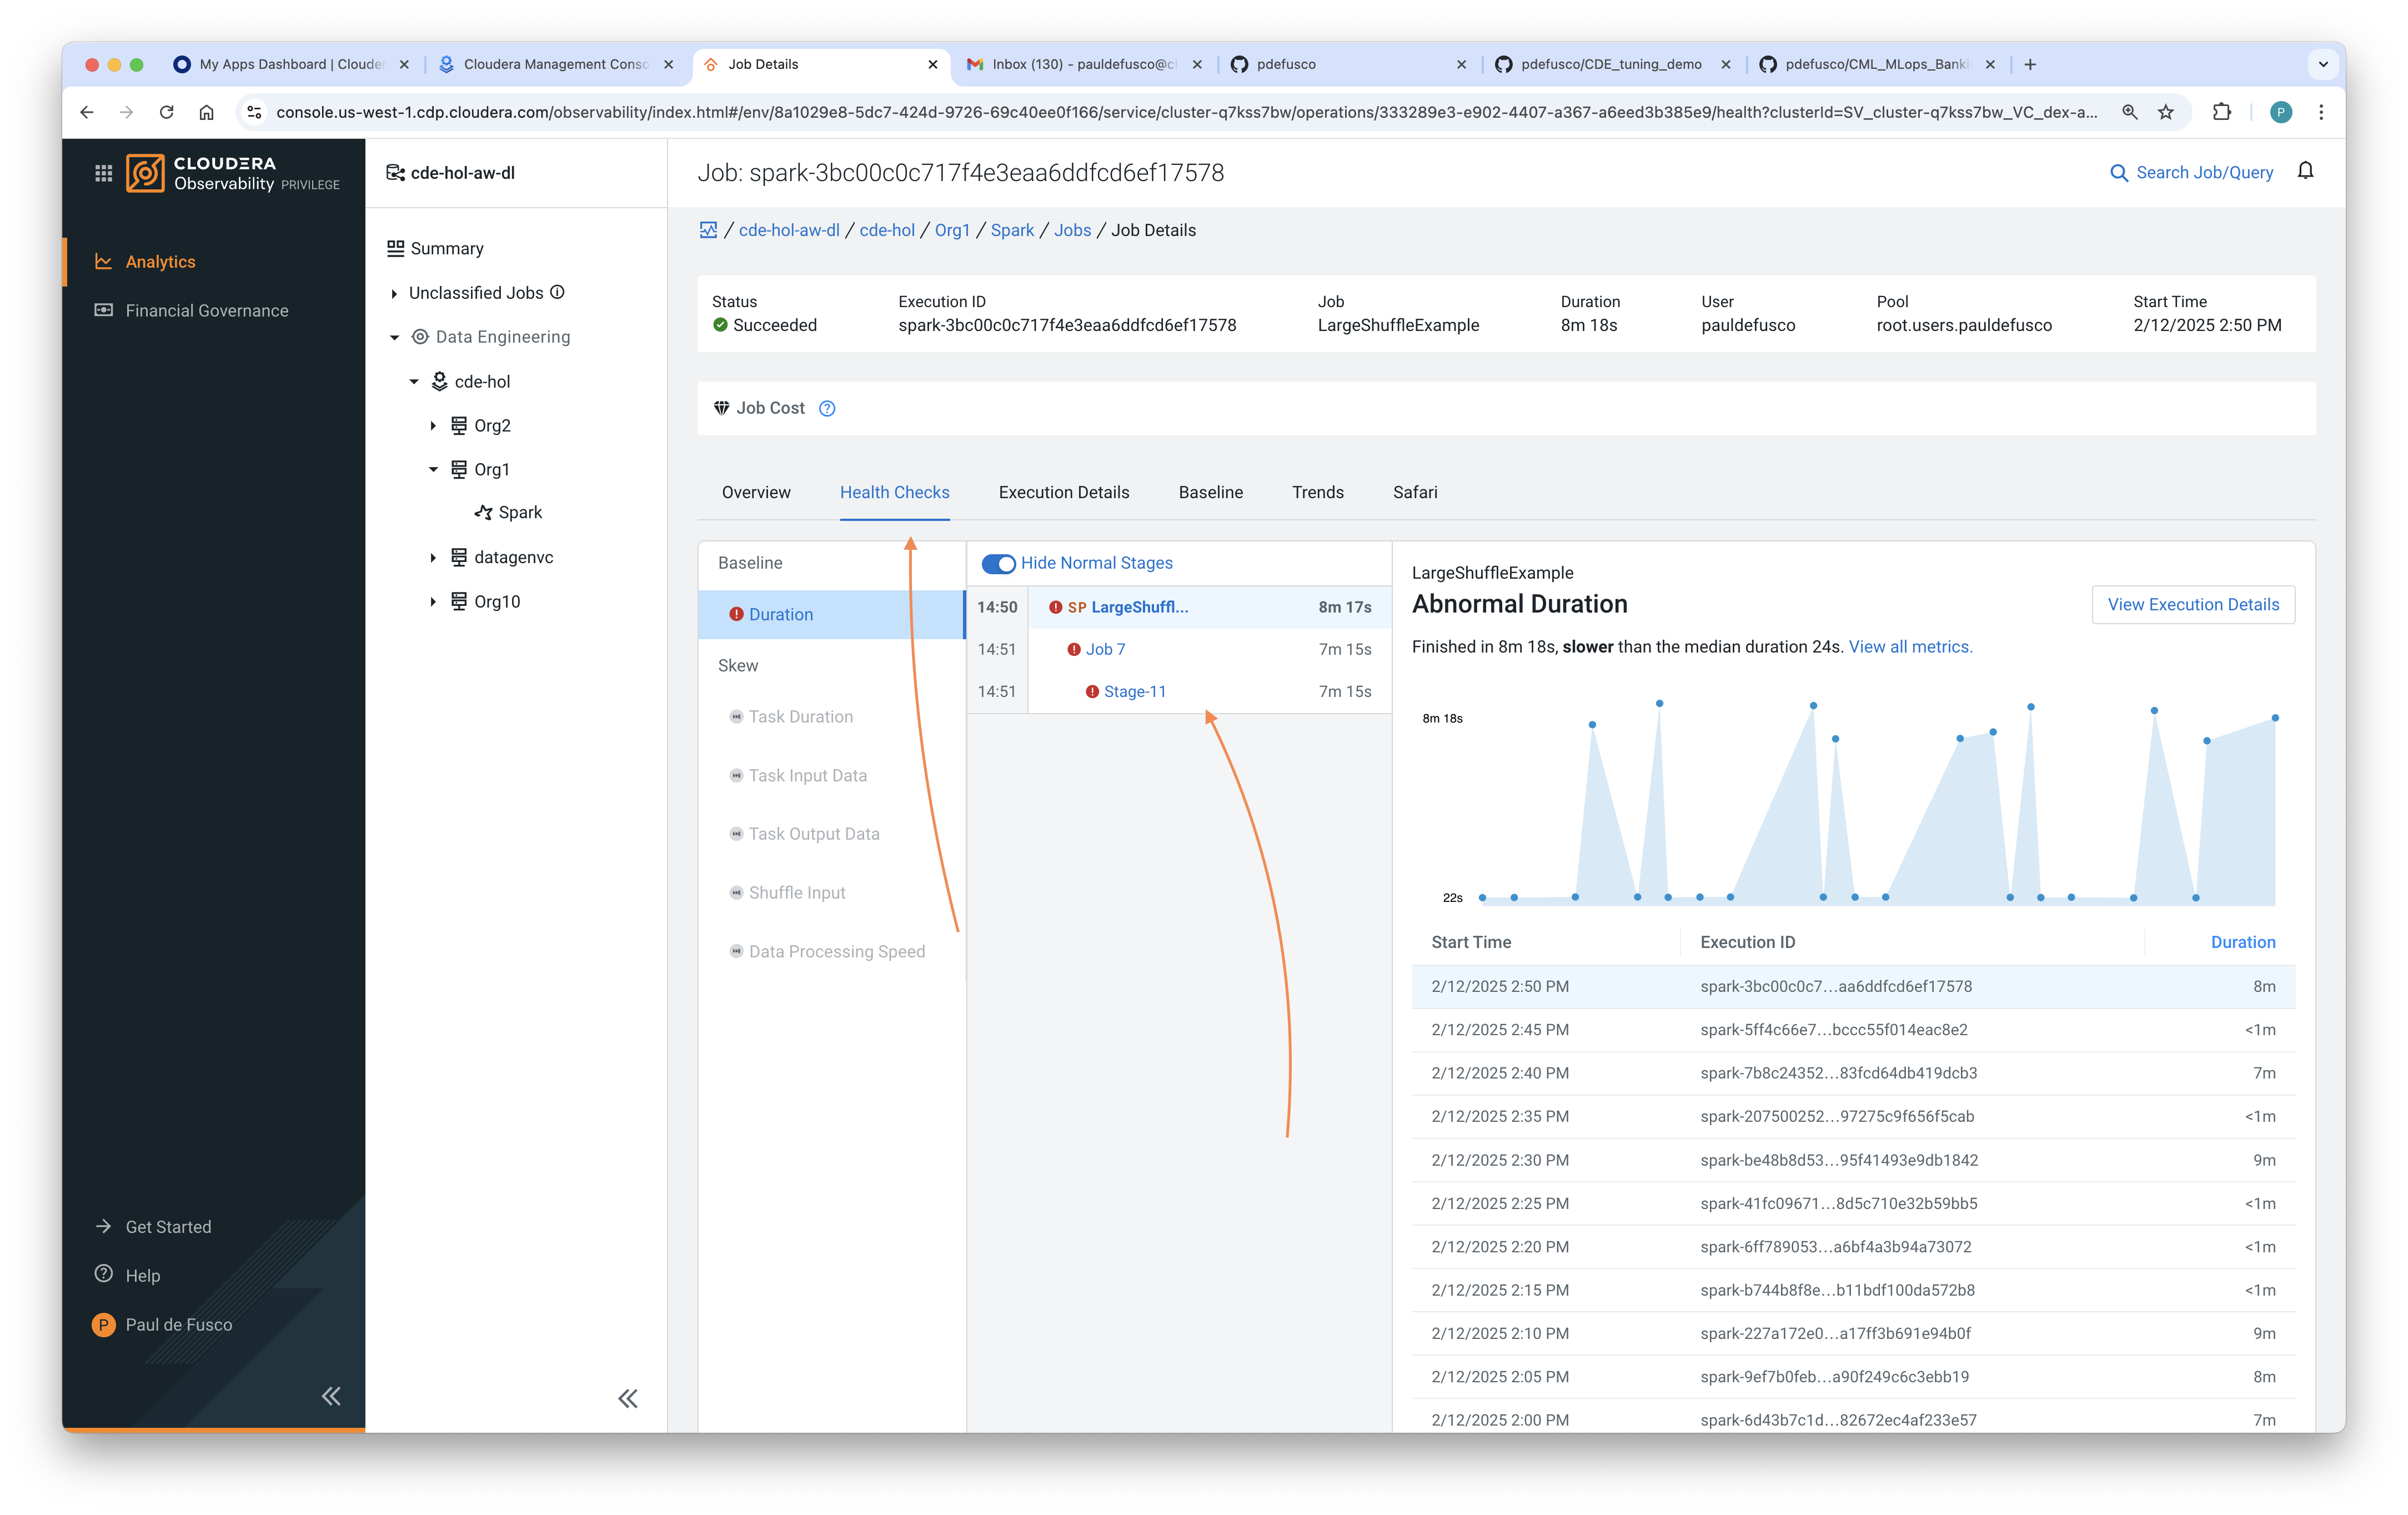 My Apps Dashboard | Clouder
Cloudera Management Conso
Job Details
Inbox (130) - pauldefusco@cl
pdefusco
pdefusco/CDE_tuning_demo
pdefusco/CML_MLops_Banki
console.us-west-1.cdp.cloudera.com/observability/index.html#/env/8a1029e8-5dc7-424d-9726-69c40ee0f166/service/cluster-q7kss7bw/operations/333289e3-e902-4407-a367-a6eed3b385e9/health?clusterId=SV_cluster-q7kss7bw_VC_dex-a...
P
CLOUDERA
Observability PRIVILEGE
Analytics
Financial Governance
Get Started
Help
P Paul de Fusco
cde-hol-aw-dl
Summary
Unclassified Jobs
Data Engineering
cde-hol
Org2
Org1
Spark
datagenvc
Org10
Job: spark-3bc00c0c717f4e3eaa6ddfcd6ef17578
Search Job/Query
/ cde-hol-aw-dl / cde-hol / Org1 / Spark / Jobs / Job Details
Status Execution ID Job Duration User Pool Start Time
Succeeded spark-3bc00c0c717f4e3eaa6ddfcd6ef17578 LargeShuffleExample 8m 18s pauldefusco root.users.pauldefusco 2/12/2025 2:50 PM
Job Cost ?
Overview Health Checks Execution Details Baseline Trends Safari
Baseline
Duration
Skew
Task Duration
Task Input Data
Task Output Data
Shuffle Input
Data Processing Speed
Hide Normal Stages
14:50 SP LargeShuffl... 8m 17s
14:51 Job 7 7m 15s
14:51 Stage-11 7m 15s
LargeShuffleExample
Abnormal Duration
View Execution Details
Finished in 8m 18s, slower than the median duration 24s. View all metrics.
8m 18s
22s
Start Time Execution ID Duration
2/12/2025 2:50 PM spark-3bc00c0c7...aa6ddfcd6ef17578 8m
2/12/2025 2:45 PM spark-5ff4c66e7...bccc55f014eac8e2 <1m
2/12/2025 2:40 PM spark-7b8c24352...83fcd64db419dcb3 7m
2/12/2025 2:35 PM spark-207500252...97275c9f656f5cab <1m
2/12/2025 2:30 PM spark-be48b8d53...95f41493e9db1842 9m
2/12/2025 2:25 PM spark-41fc09671...8d5c710e32b59bb5 <1m
2/12/2025 2:20 PM spark-6ff789053...a6bf4a3b94a73072 <1m
2/12/2025 2:15 PM spark-b744b8f8e...b11bdf100da572b8 <1m
2/12/2025 2:10 PM spark-227a172e0...a17ff3b691e94b0f 9m
2/12/2025 2:05 PM spark-9ef7b0feb...a90f249c6c3ebb19 8m
2/12/2025 2:00 PM spark-6d43b7c1d...82672ec4af233e57 7m